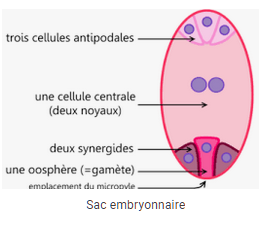 trois cellules antipodales
une cellule centrale
(deux noyaux)
deux synergides
une oosphère (=gamète)
emplacement du micropyle
Sac embryonnaire